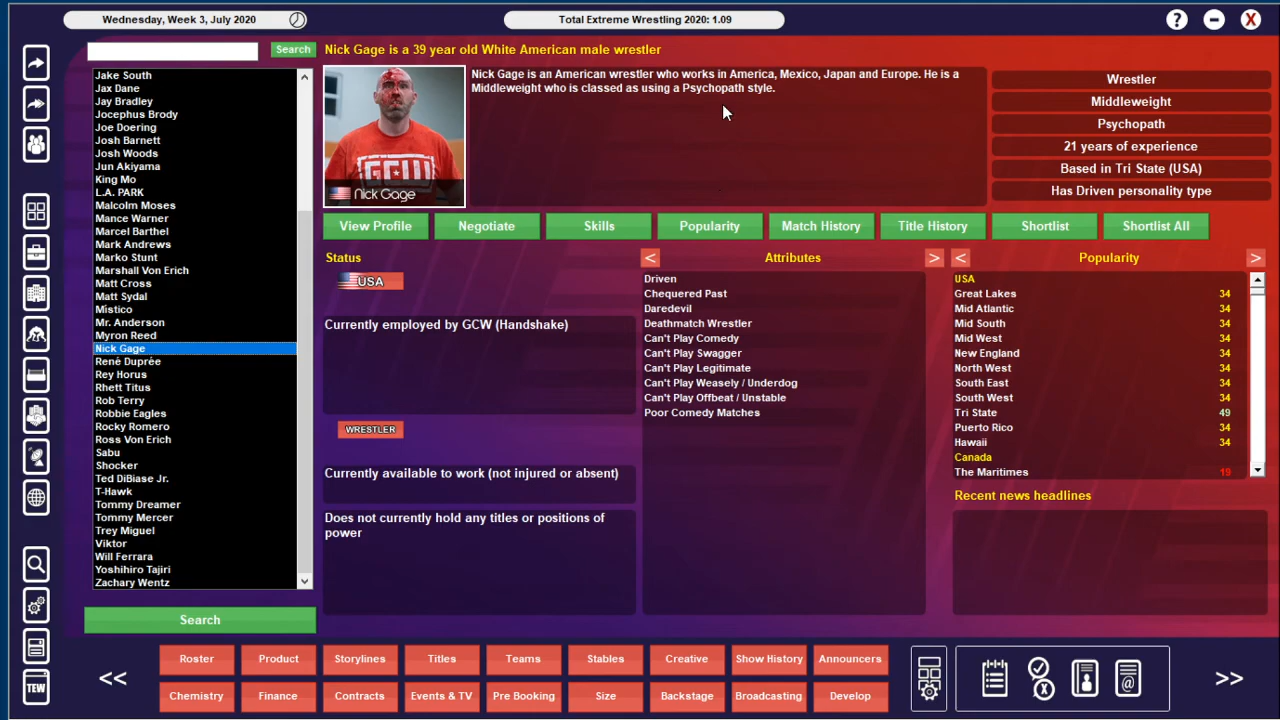 Wednesday, Week 3, July 2020
Total Extreme Wrestling 2020: 1.09
?
X
Search
Nick Gage is a 39 year old White American male wrestler
Jake South
Jax Dane
Jay Bradley
Jocephus Brody
Joe Doering
Josh Barnett
Josh Woods
Jun Akiyama
King Mo
L.A. PARK
Malcolm Moses
Mance Warner
Marcel Barthel
Mark Andrews
Marko Stunt
Marshall Von Erich
Matt Cross
Matt Sydal
Místico
Mr. Anderson
Myron Reed
Nick Gage
Renè Dupreè
Rey Horus
Rhett Titus
Rob Terry
Robbie Eagles
Rocky Romero
Ross Von Erich
Sabu
Shocker
Ted DiBiase Jr.
T-Hawk
Tommy Dreamer
Tommy Mercer
Trey Miguel
Viktor
Will Ferrara
Yoshihiro Tajiri
Zachary Wentz
Search
GCW
Nick Gage
Nick Gage is an American wrestler who works in America, Mexico, Japan and Europe. He is a
Middleweight who is classed as using a Psychopath style.
Wrestler
Middleweight
Psychopath
21 years of experience
Based in Tri State (USA)
Has Driven personality type
View Profile
Negotiate
Skills
Popularity
Match History
Title History
Shortlist
Shortlist All
Status
USA
Currently employed by GCW (Handshake)
WRESTLER
Currently available to work (not injured or absent)
Does not currently hold any titles or positions of
power
< Attributes >
Driven
Chequered Past
Daredevil
Deathmatch Wrestler
Can't Play Comedy
Can't Play Swagger
Can't Play Legitimate
Can't Play Weasely / Underdog
Can't Play Offbeat / Unstable
Poor Comedy Matches
< Popularity >
USA
Great Lakes 34
Mid Atlantic 34
Mid South 34
Mid West 34
New England 34
North West 34
South East 34
South West 34
Tri State 49
Puerto Rico 34
Hawaii 34
Canada
The Maritimes 19
Recent news headlines
TEW
<<
Roster
Product
Storylines
Titles
Teams
Stables
Creative
Show History
Announcers
Chemistry
Finance
Contracts
Events & TV
Pre Booking
Size
Backstage
Broadcasting
Develop
@
>>